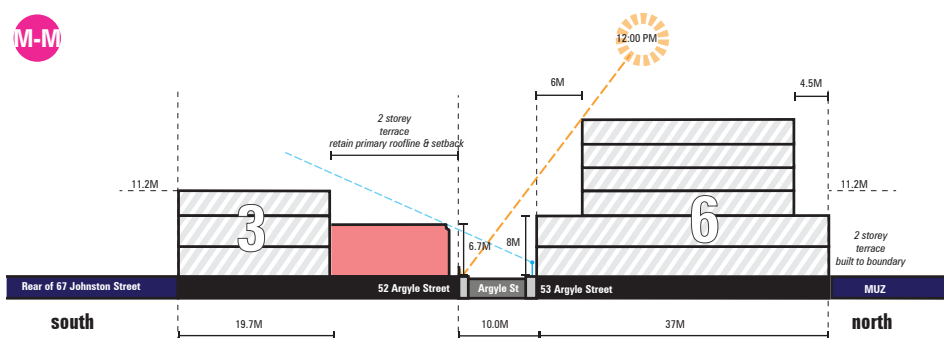 M-M
12:00 PM
6M
4.5M
2 storey
terrace
retain primary roofline & setback
11.2M
11.2M
3
6
6.7M
8M
2 storey
terrace
built to boundary
Rear of 67 Johnston Street
52 Argyle Street
Argyle St
53 Argyle Street
MUZ
south
north
19.7M
10.0M
37M